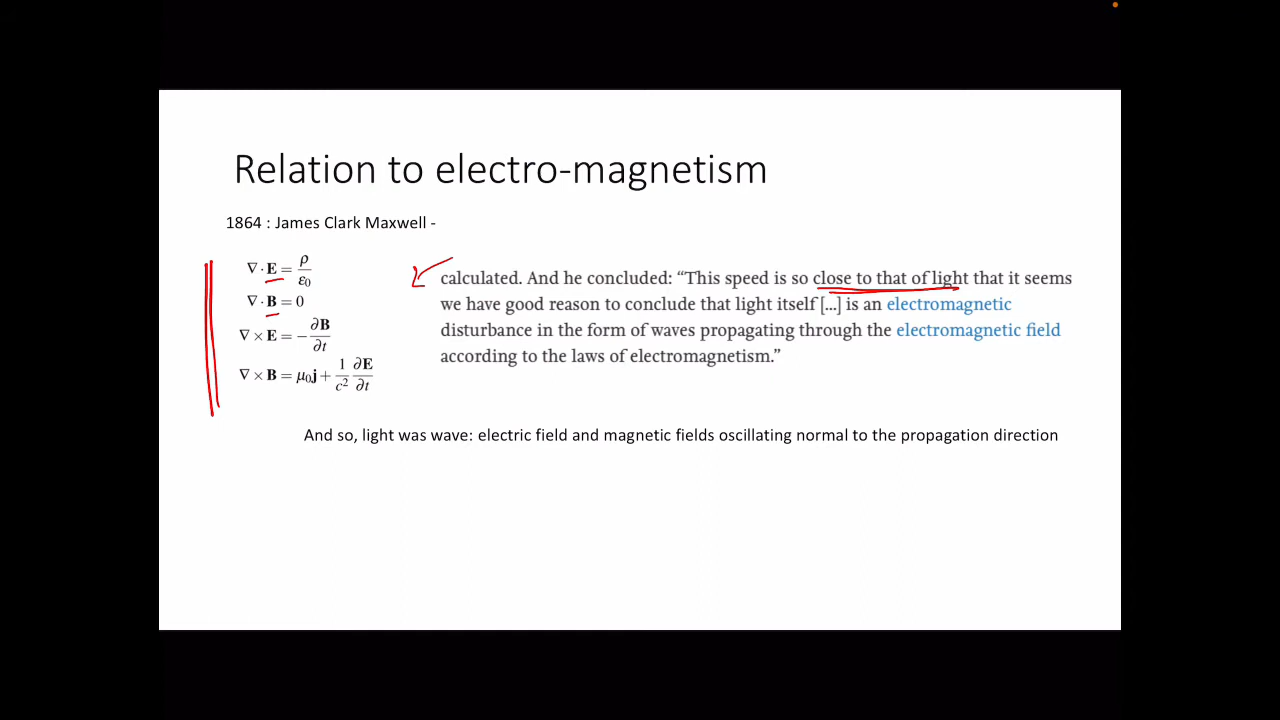 Relation to electro-magnetism
1864 : James Clark Maxwell -
∇ · E = ρ/ε₀
∇ · B = 0
∇ × E = −∂B/∂t
∇ × B = μ₀j + 1/c² ∂E/∂t
calculated. And he concluded: “This speed is so close to that of light that it seems
we have good reason to conclude that light itself [...] is an electromagnetic
disturbance in the form of waves propagating through the electromagnetic field
according to the laws of electromagnetism.”
And so, light was wave: electric field and magnetic fields oscillating normal to the propagation direction